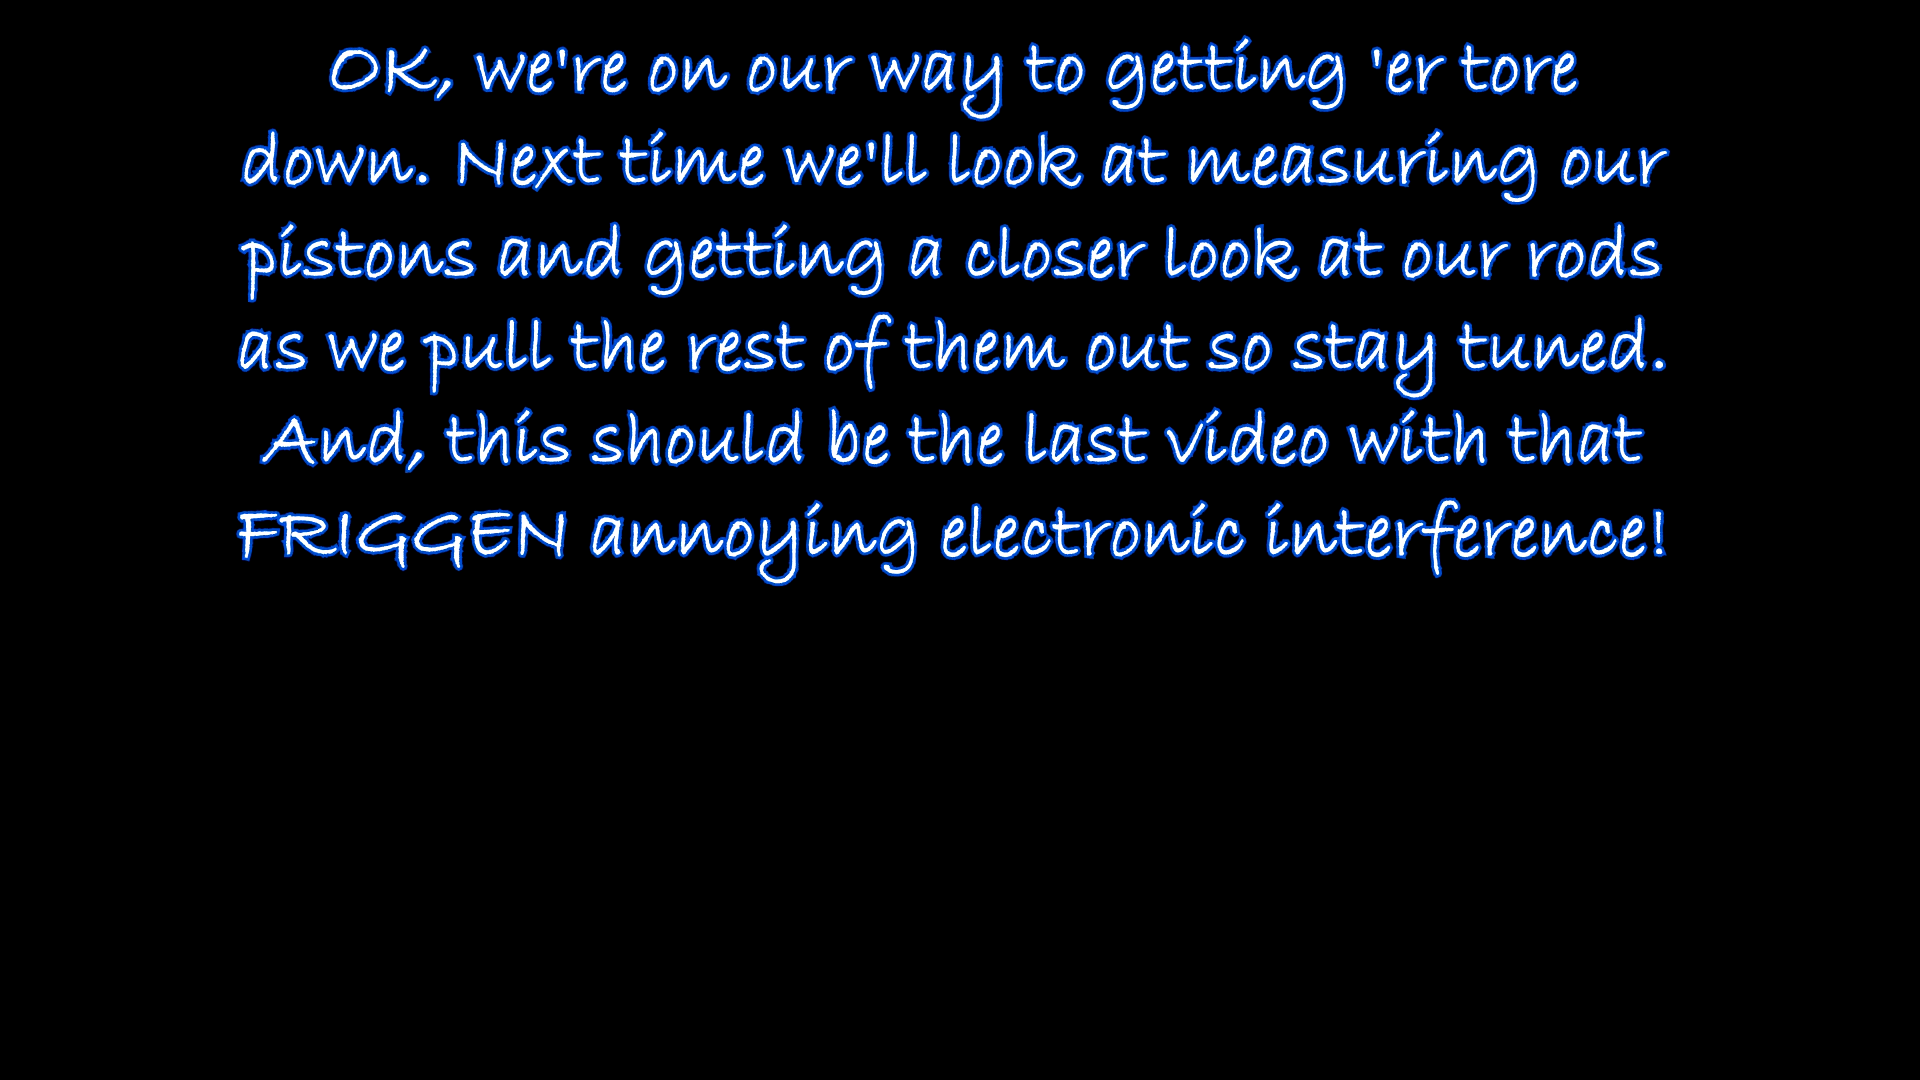 OK, we're on our way to getting 'er tore
down. Next time we'll look at measuring our
pistons and getting a closer look at our rods
as we pull the rest of them out so stay tuned.
And, this should be the last video with that
FRIGGEN annoying electronic interference!